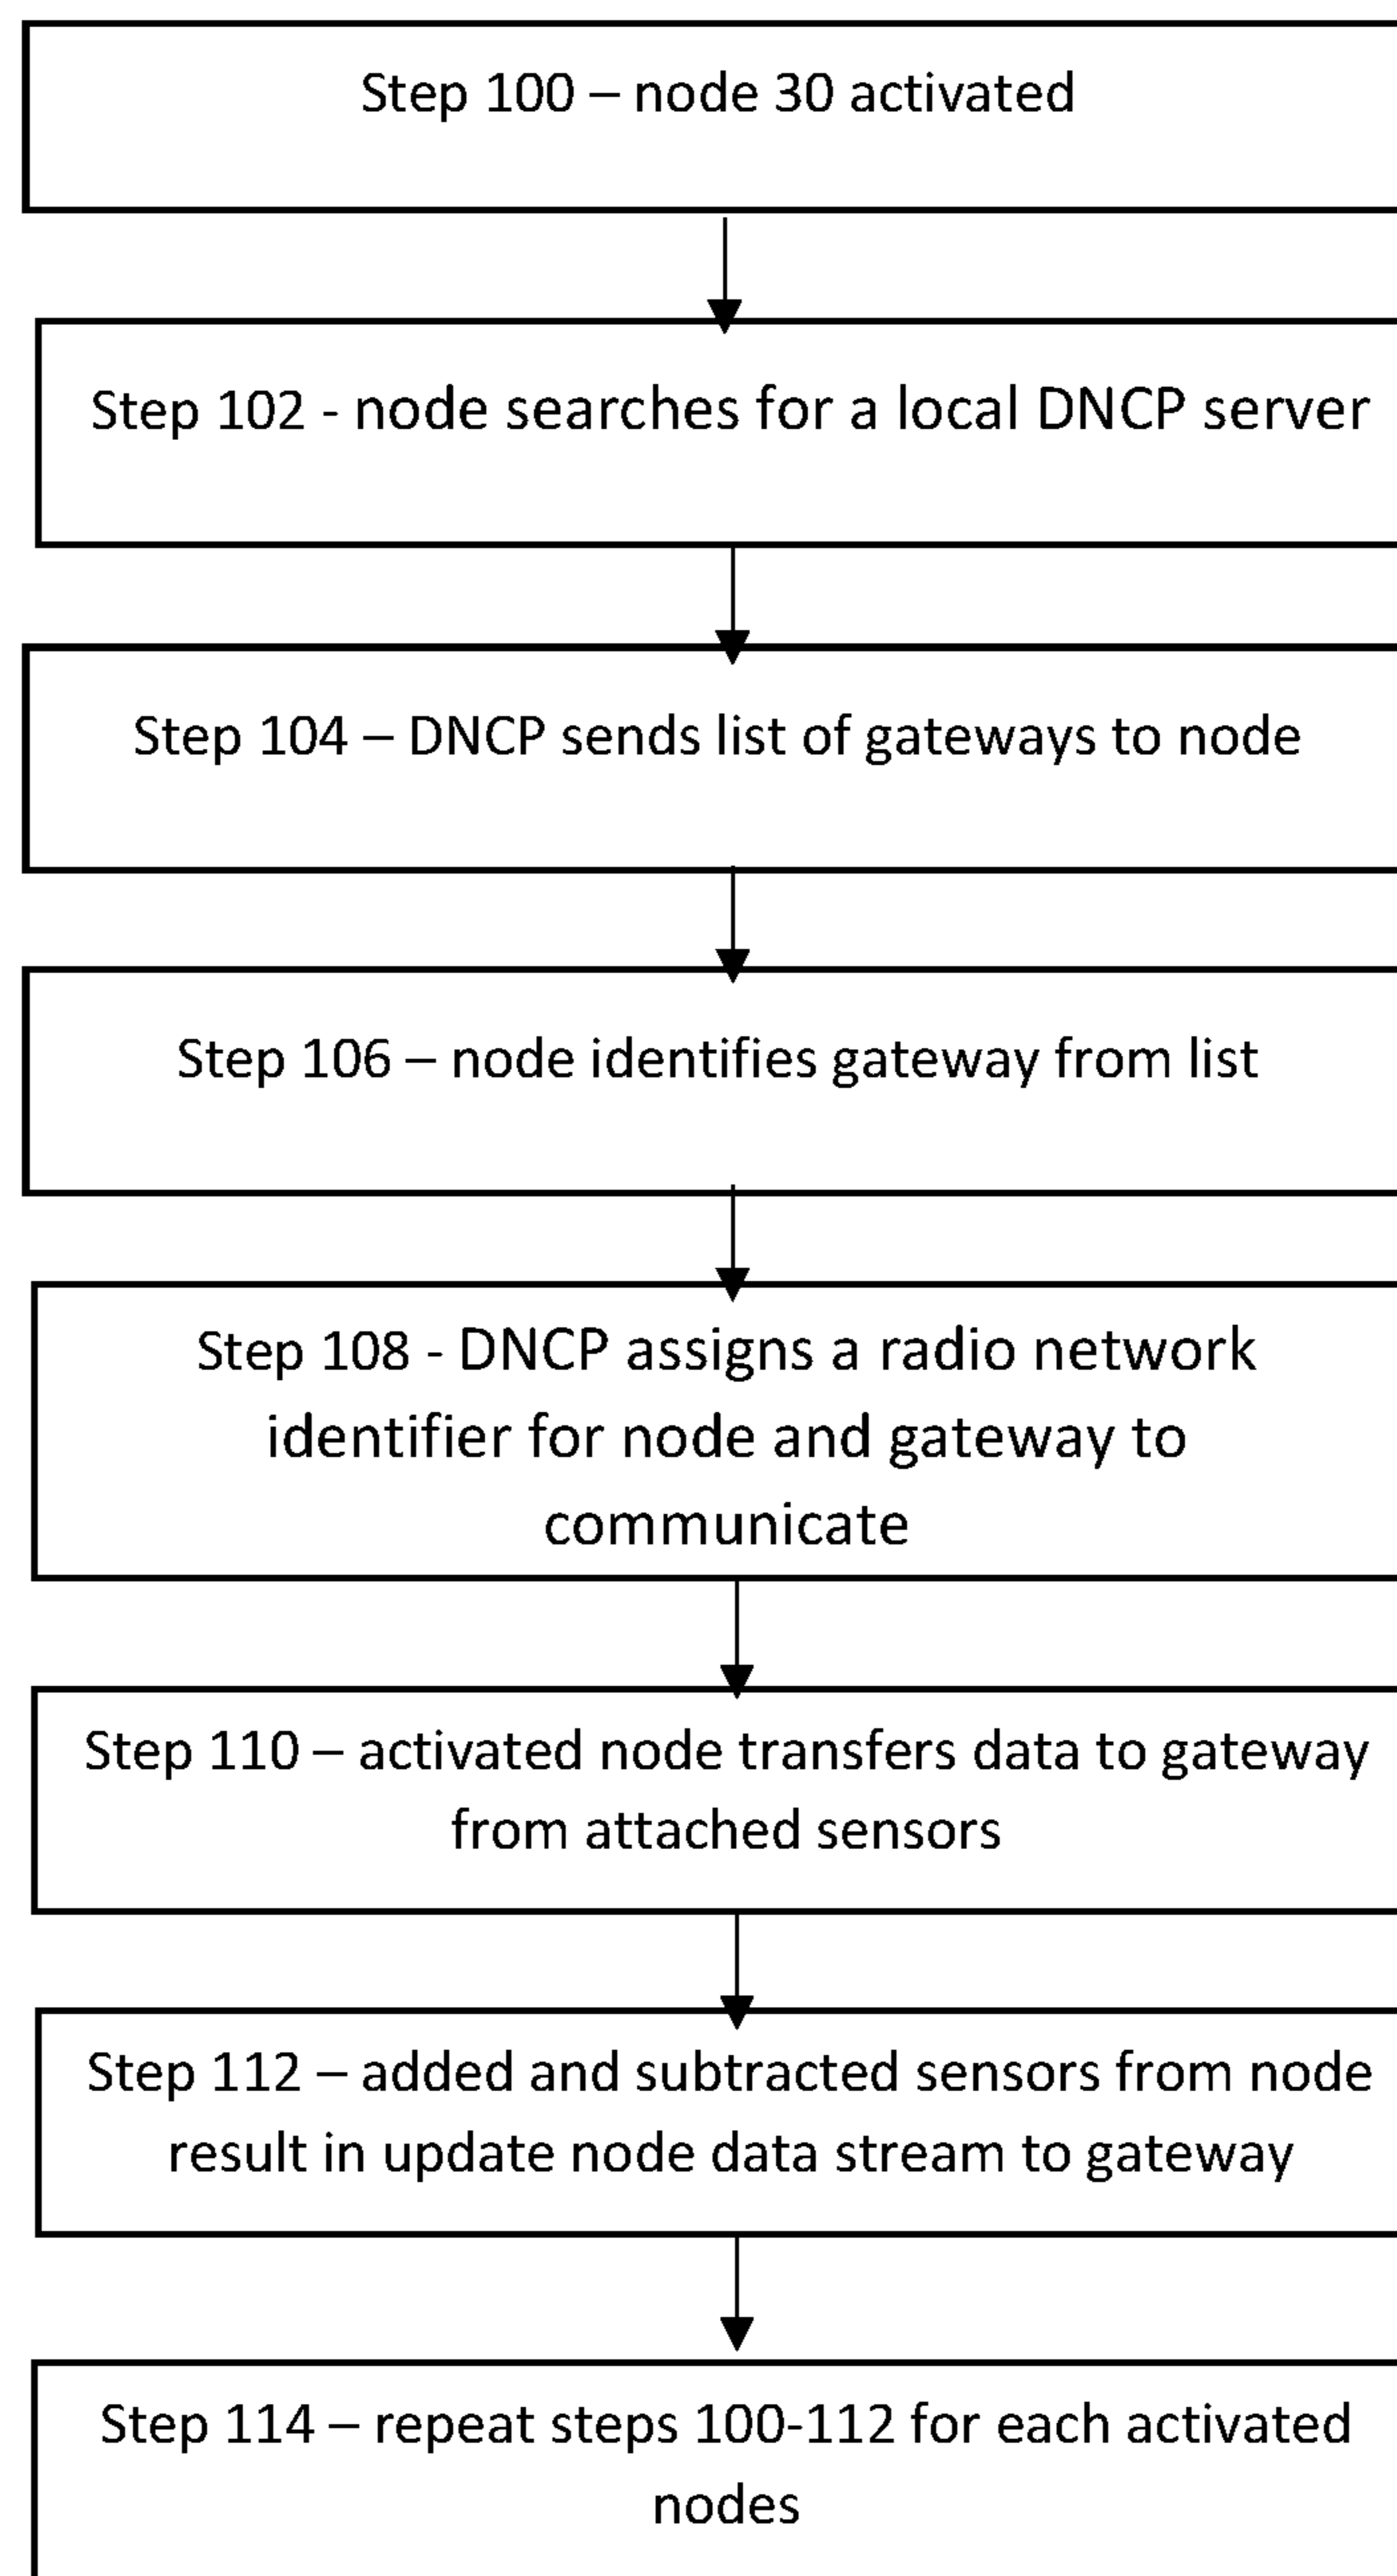 Step 100 – node 30 activated
Step 102 - node searches for a local DNCP server
Step 104 – DNCP sends list of gateways to node
Step 106 – node identifies gateway from list
Step 108 - DNCP assigns a radio network
identifier for node and gateway to
communicate
Step 110 – activated node transfers data to gateway
from attached sensors
Step 112 – added and subtracted sensors from node
result in update node data stream to gateway
Step 114 – repeat steps 100-112 for each activated
nodes